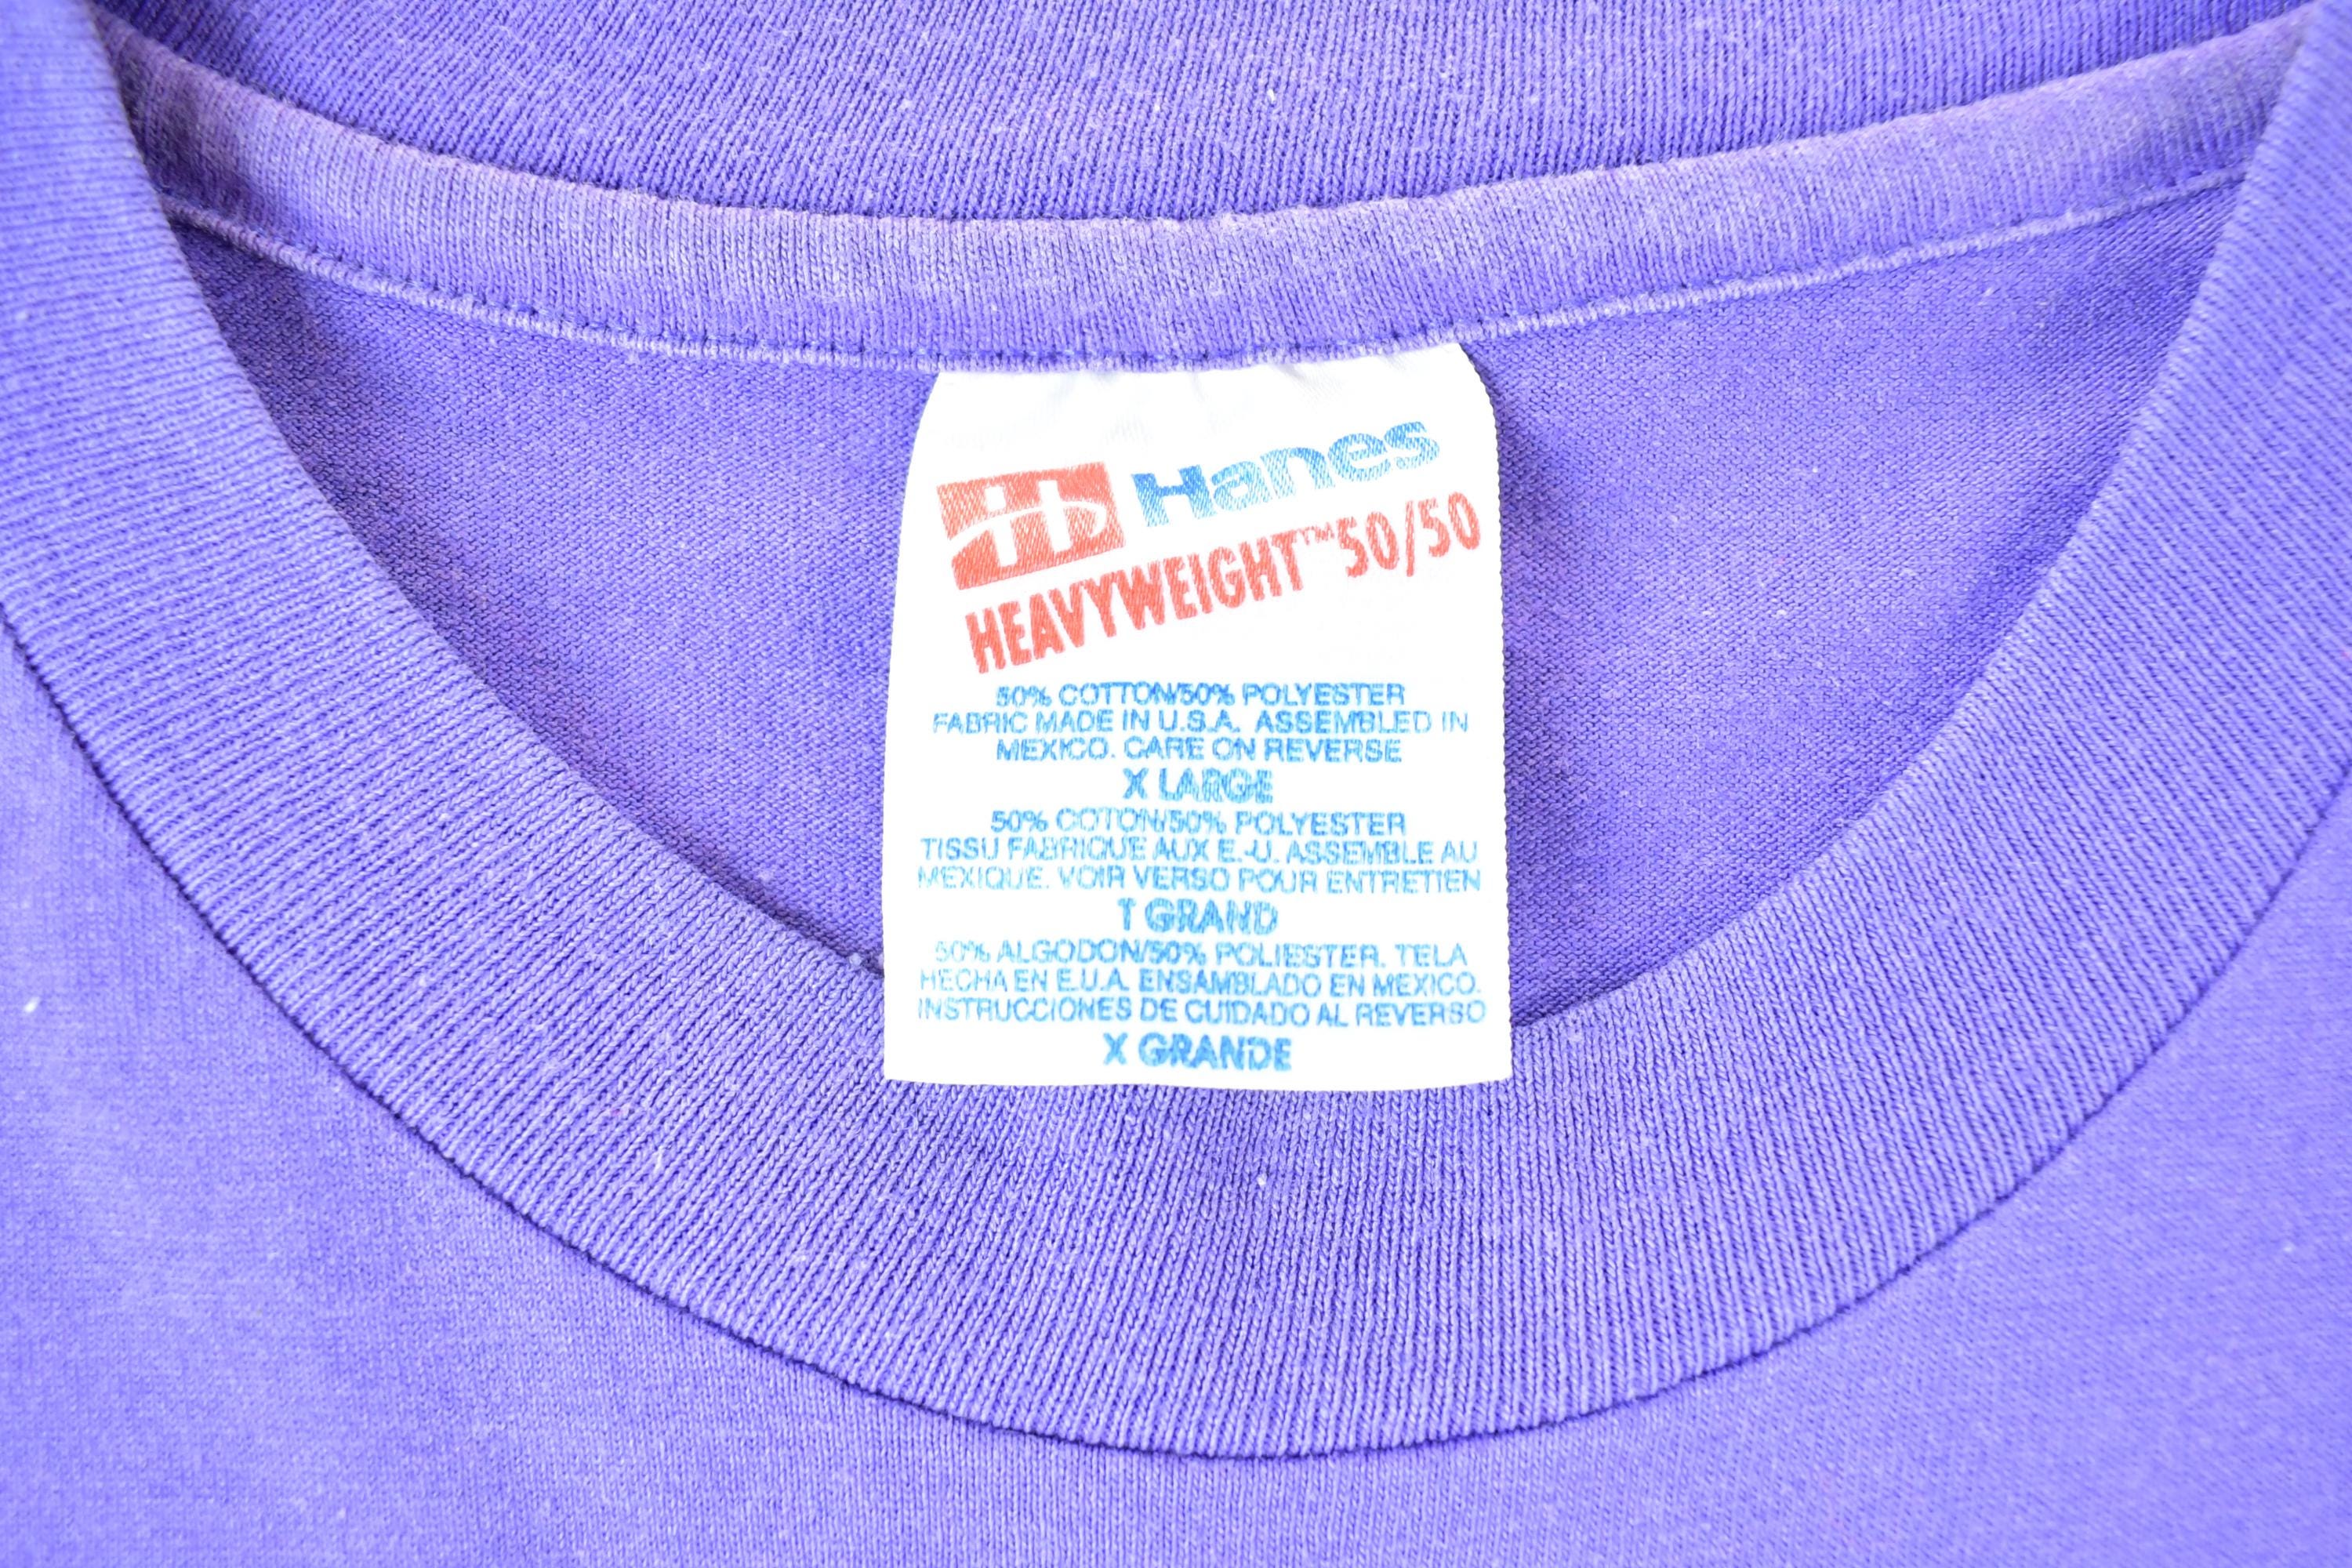 Hanes
HEAVYWEIGHT™ 50/50
50% COTTON/50% POLYESTER
FABRIC MADE IN U.S.A. ASSEMBLED IN
MEXICO. CARE ON REVERSE
X LARGE
50% COTON/50% POLYESTER
TISSU FABRIQUE AUX E.-U. ASSEMBLE AU
MEXIQUE. VOIR VERSO POUR ENTRETIEN
T GRAND
50% ALGODON/50% POLIESTER. TELA
HECHA EN E.U.A. ENSAMBLADO EN MEXICO.
INSTRUCCIONES DE CUIDADO AL REVERSO
X GRANDE